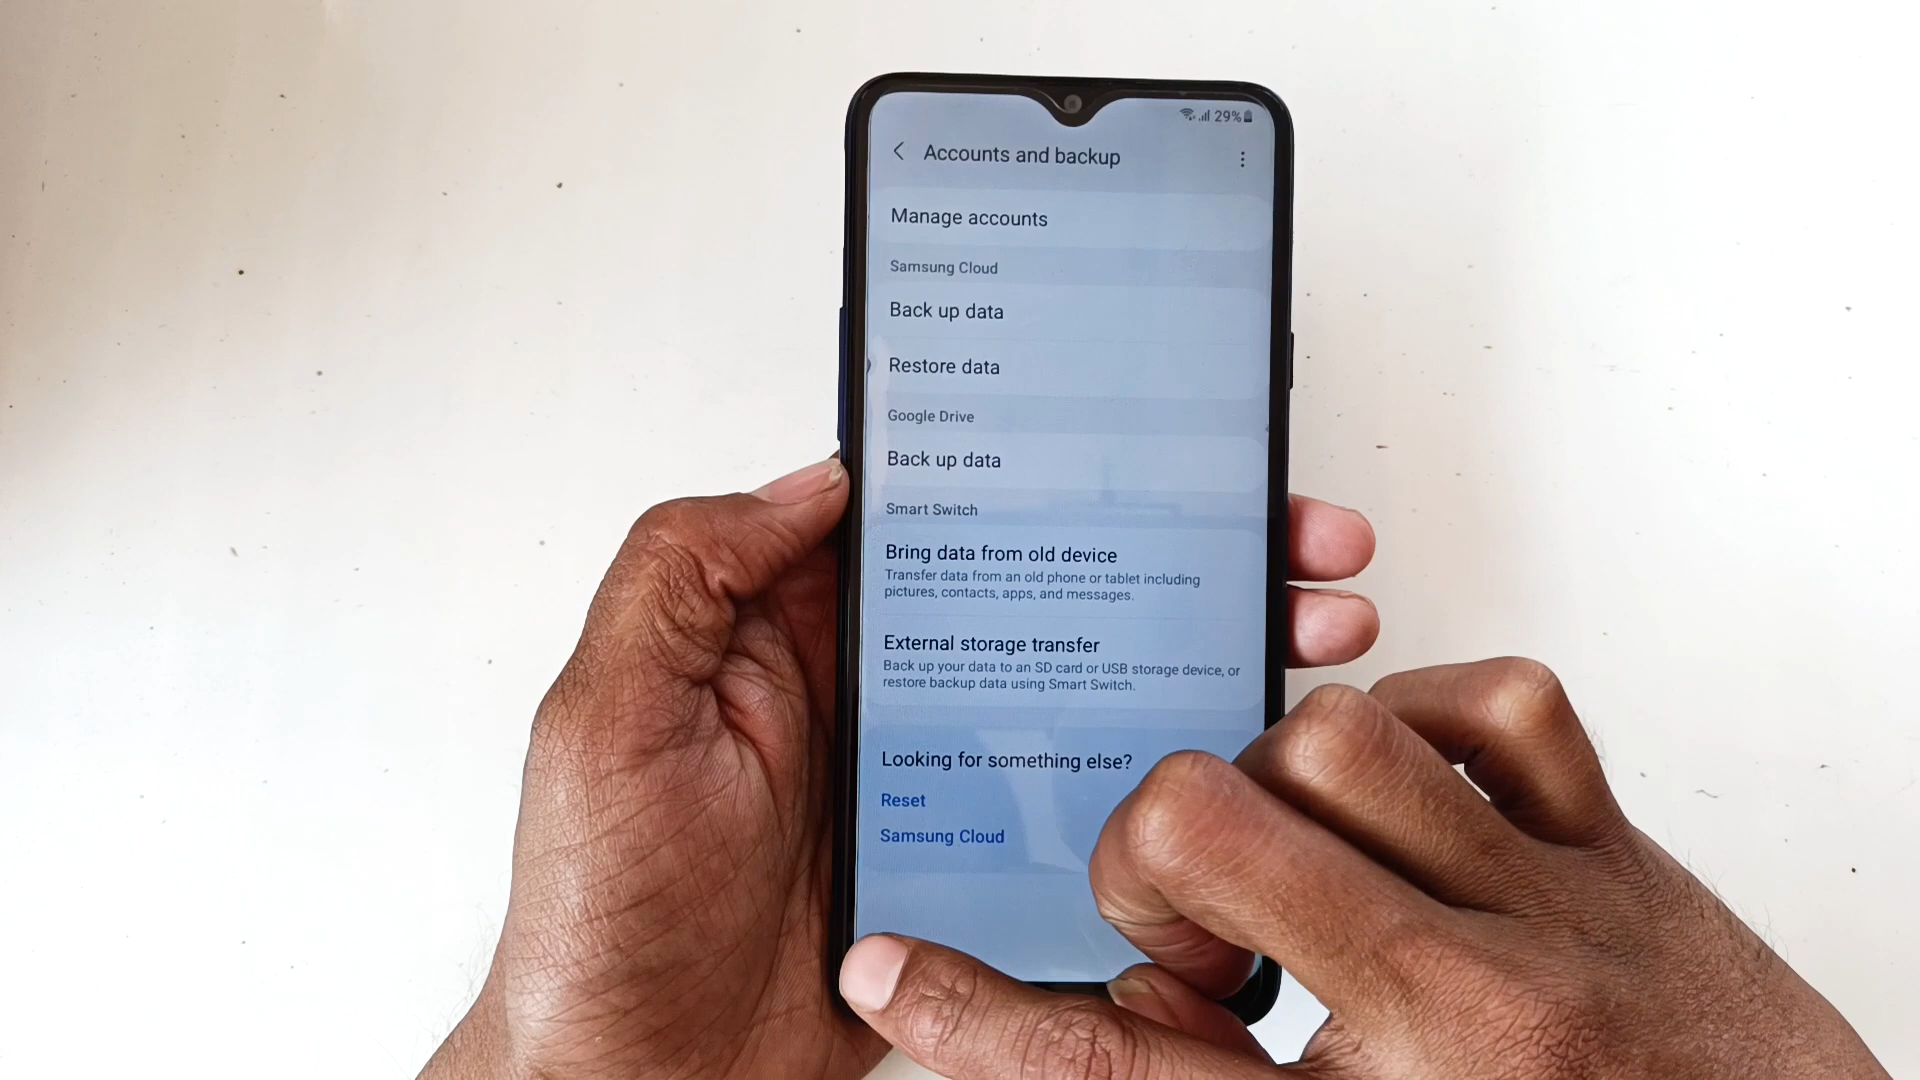 29%
Accounts and backup
Manage accounts
Samsung Cloud
Back up data
Restore data
Google Drive
Back up data
Smart Switch
Bring data from old device
Transfer data from an old phone or tablet including
pictures, contacts, apps, and messages.
External storage transfer
Back up your data to an SD card or USB storage device, or
restore backup data using Smart Switch.
Looking for something else?
Reset
Samsung Cloud